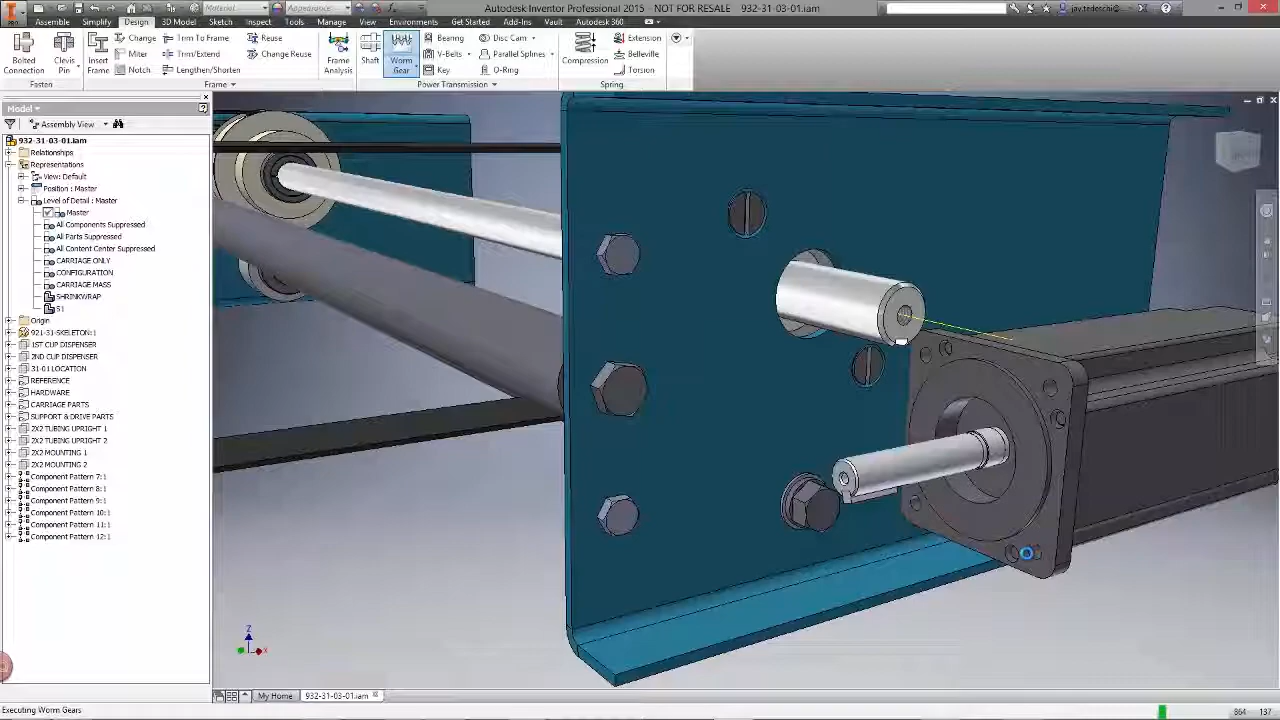 Material
Appearance
Autodesk Inventor Professional 2015 - NOT FOR RESALE 932-31-03-01.iam
jay.tedeschi
PRO
Assemble Simplify Design 3D Model Sketch Inspect Tools Manage View Environments Get Started Add-Ins Vault Autodesk 360
Bolted Connection
Clevis Pin
Insert Frame
Change
Miter
Notch
Trim To Frame
Trim/Extend
Lengthen/Shorten
Reuse
Change Reuse
Frame Analysis
Shaft
Worm Gear
Bearing
V-Belts
Key
Disc Cam
Parallel Splines
O-Ring
Compression
Extension
Belleville
Torsion
Fasten
Frame
Power Transmission
Spring
Model
Assembly View
932-31-03-01.iam
Relationships
Representations
View: Default
Position : Master
Level of Detail : Master
Master
All Components Suppressed
All Parts Suppressed
All Content Center Suppressed
CARRIAGE ONLY
CONFIGURATION
CARRIAGE MASS
SHRINKWRAP
S1
Origin
921-31-SKELETON:1
1ST CUP DISPENSER
2ND CUP DISPENSER
31-01 LOCATION
REFERENCE
HARDWARE
CARRIAGE PARTS
SUPPORT & DRIVE PARTS
2X2 TUBING UPRIGHT 1
2X2 TUBING UPRIGHT 2
2X2 MOUNTING 1
2X2 MOUNTING 2
Component Pattern 7:1
Component Pattern 8:1
Component Pattern 9:1
Component Pattern 10:1
Component Pattern 11:1
Component Pattern 12:1
Z
X
My Home
932-31-03-01.iam
Executing Worm Gears
864 137